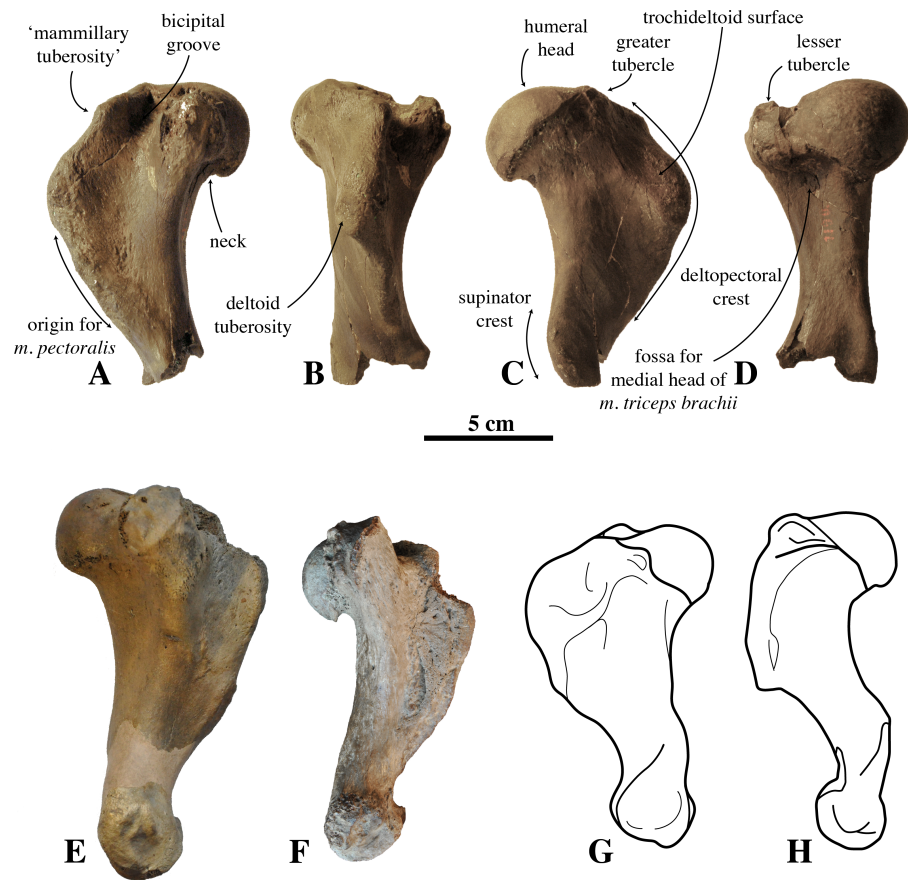 'mammillary
tuberosity'
bicipital
groove
neck
origin for
m. pectoralis
A
deltoid
tuberosity
B
humeral
head
greater
tubercle
trochideltoid surface
supinator
crest
C
deltopectoral
crest
lesser
tubercle
fossa for
medial head of
m. triceps brachii
D
5 cm
E
F
G
H